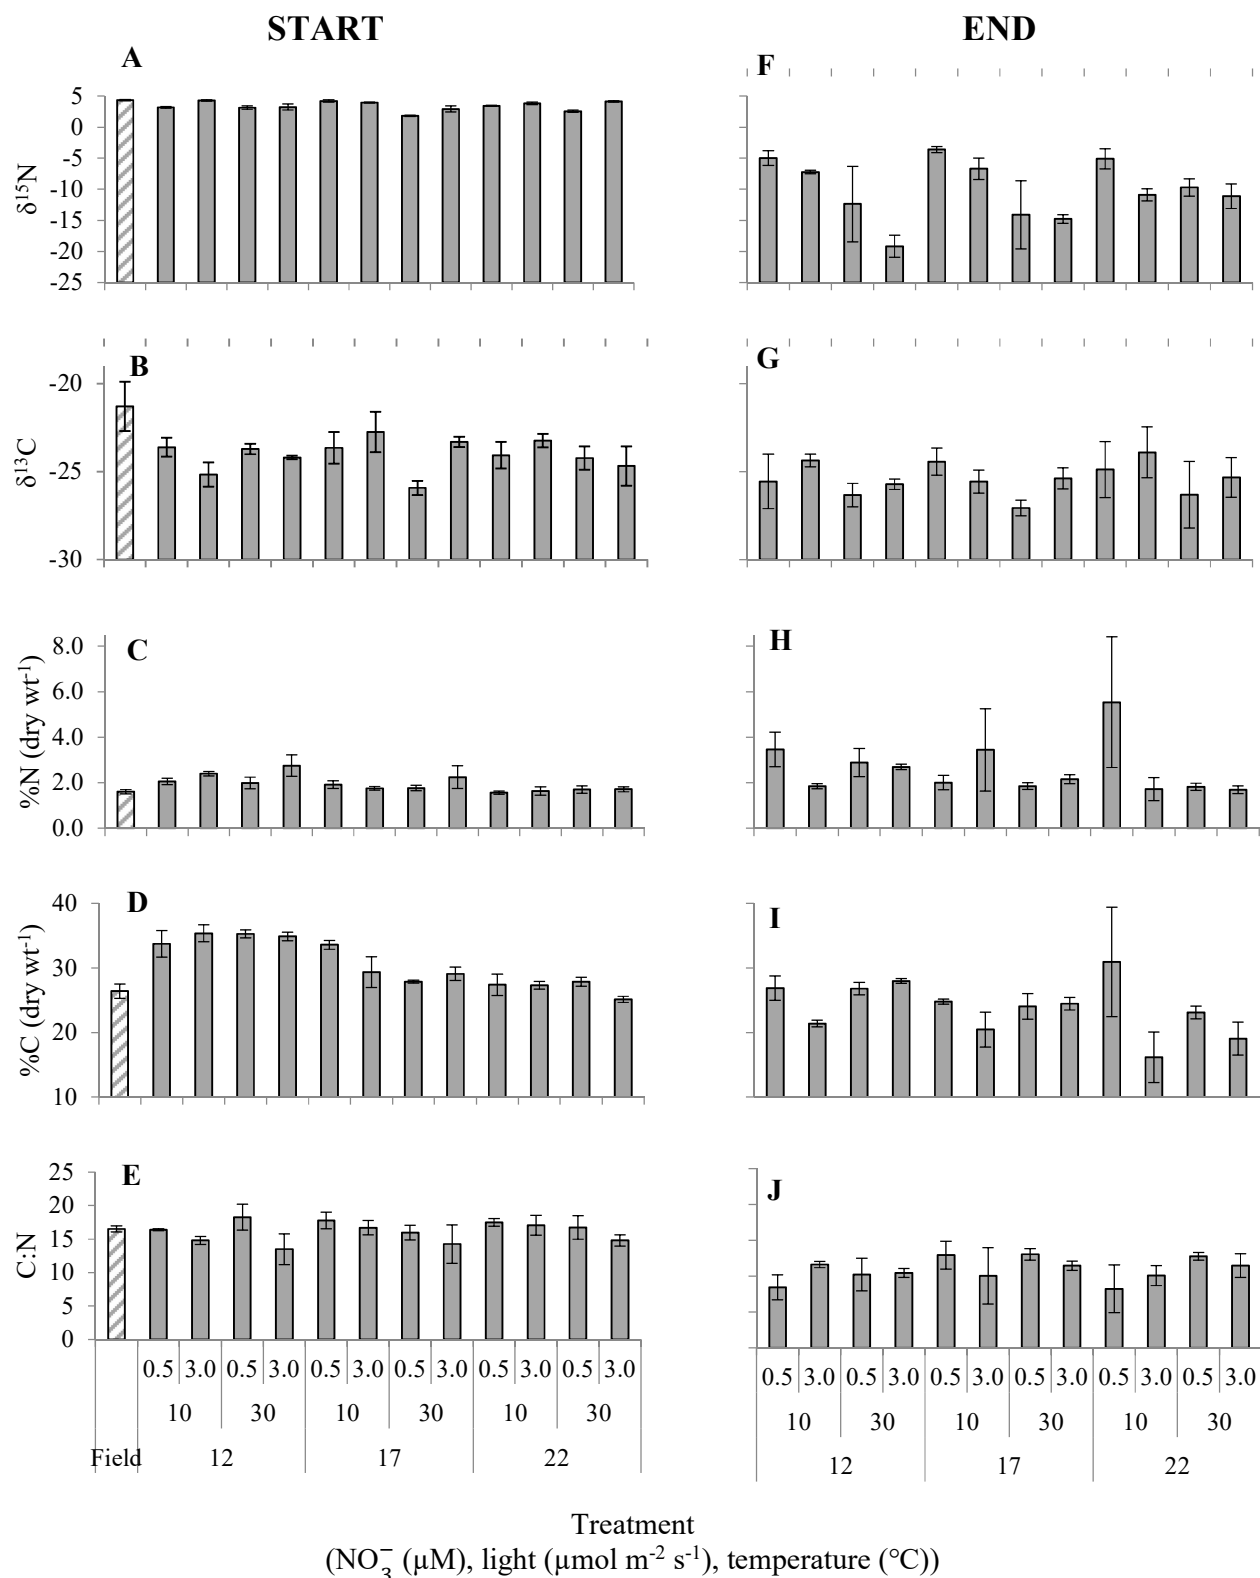 START
END
A
5
0
-5
-10
-15
-20
-25
δ¹⁵N
F
B
-20
-25
-30
δ¹³C
G
C
8.0
6.0
4.0
2.0
0.0
%N (dry wt⁻¹)
H
D
40
30
20
10
%C (dry wt⁻¹)
I
E
25
20
15
10
5
0
C:N
J
0.5 3.0 0.5 3.0 0.5 3.0 0.5 3.0 0.5 3.0 0.5 3.0
10 30 10 30 10 30
Field 12 17 22
0.5 3.0 0.5 3.0 0.5 3.0 0.5 3.0 0.5 3.0 0.5 3.0
10 30 10 30 10 30
12 17 22
Treatment
(NO₃⁻ (µM), light (µmol m⁻² s⁻¹), temperature (°C))